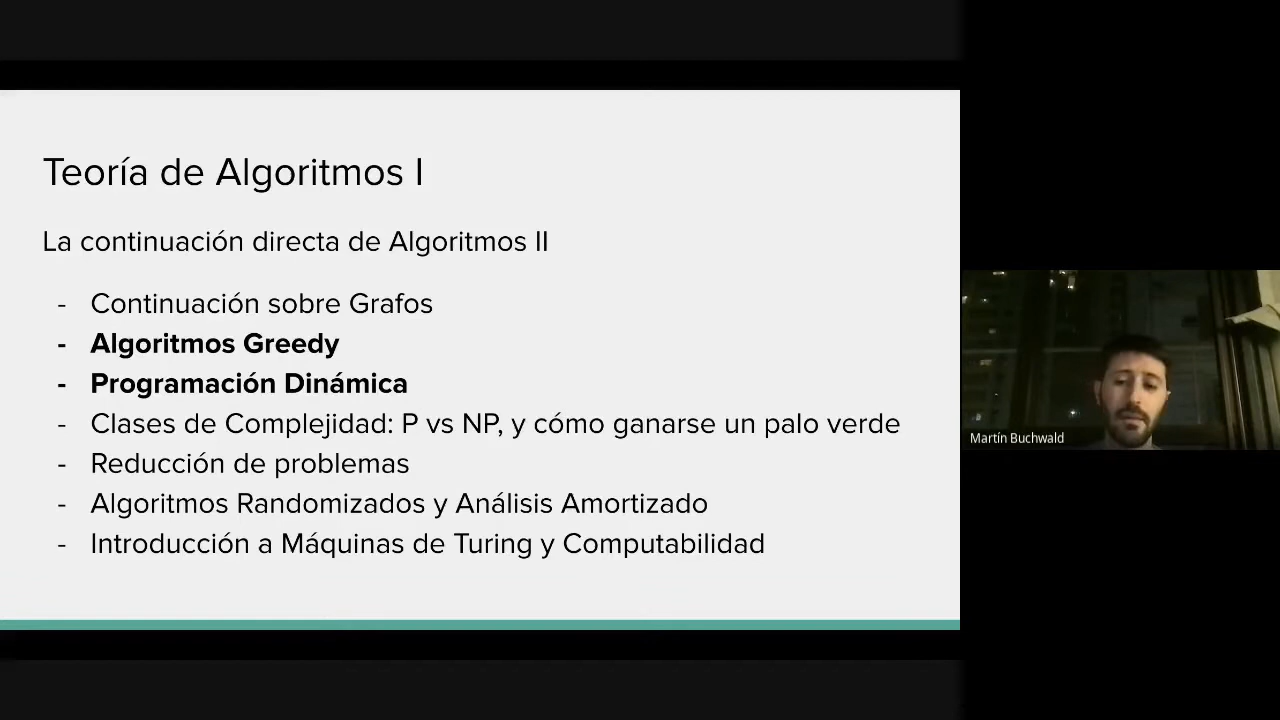 Teoría de Algoritmos I
La continuación directa de Algoritmos II
- Continuación sobre Grafos
- Algoritmos Greedy
- Programación Dinámica
- Clases de Complejidad: P vs NP, y cómo ganarse un palo verde
- Reducción de problemas
- Algoritmos Randomizados y Análisis Amortizado
- Introducción a Máquinas de Turing y Computabilidad
Martín Buchwald